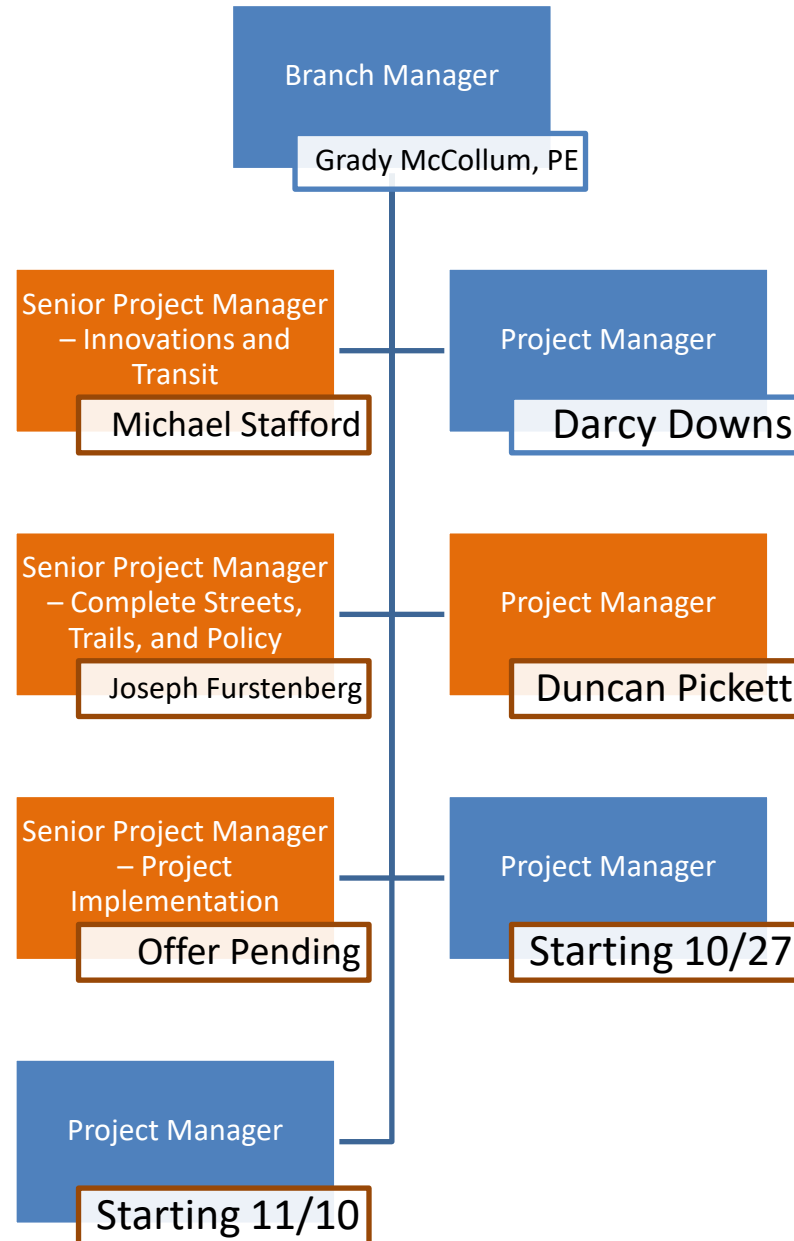 Branch Manager
Grady McCollum, PE
Senior Project Manager
– Innovations and
Transit
Michael Stafford
Project Manager
Darcy Downs
Senior Project Manager
– Complete Streets,
Trails, and Policy
Joseph Furstenberg
Project Manager
Duncan Pickett
Senior Project Manager
– Project
Implementation
Offer Pending
Project Manager
Starting 10/27
Project Manager
Starting 11/10